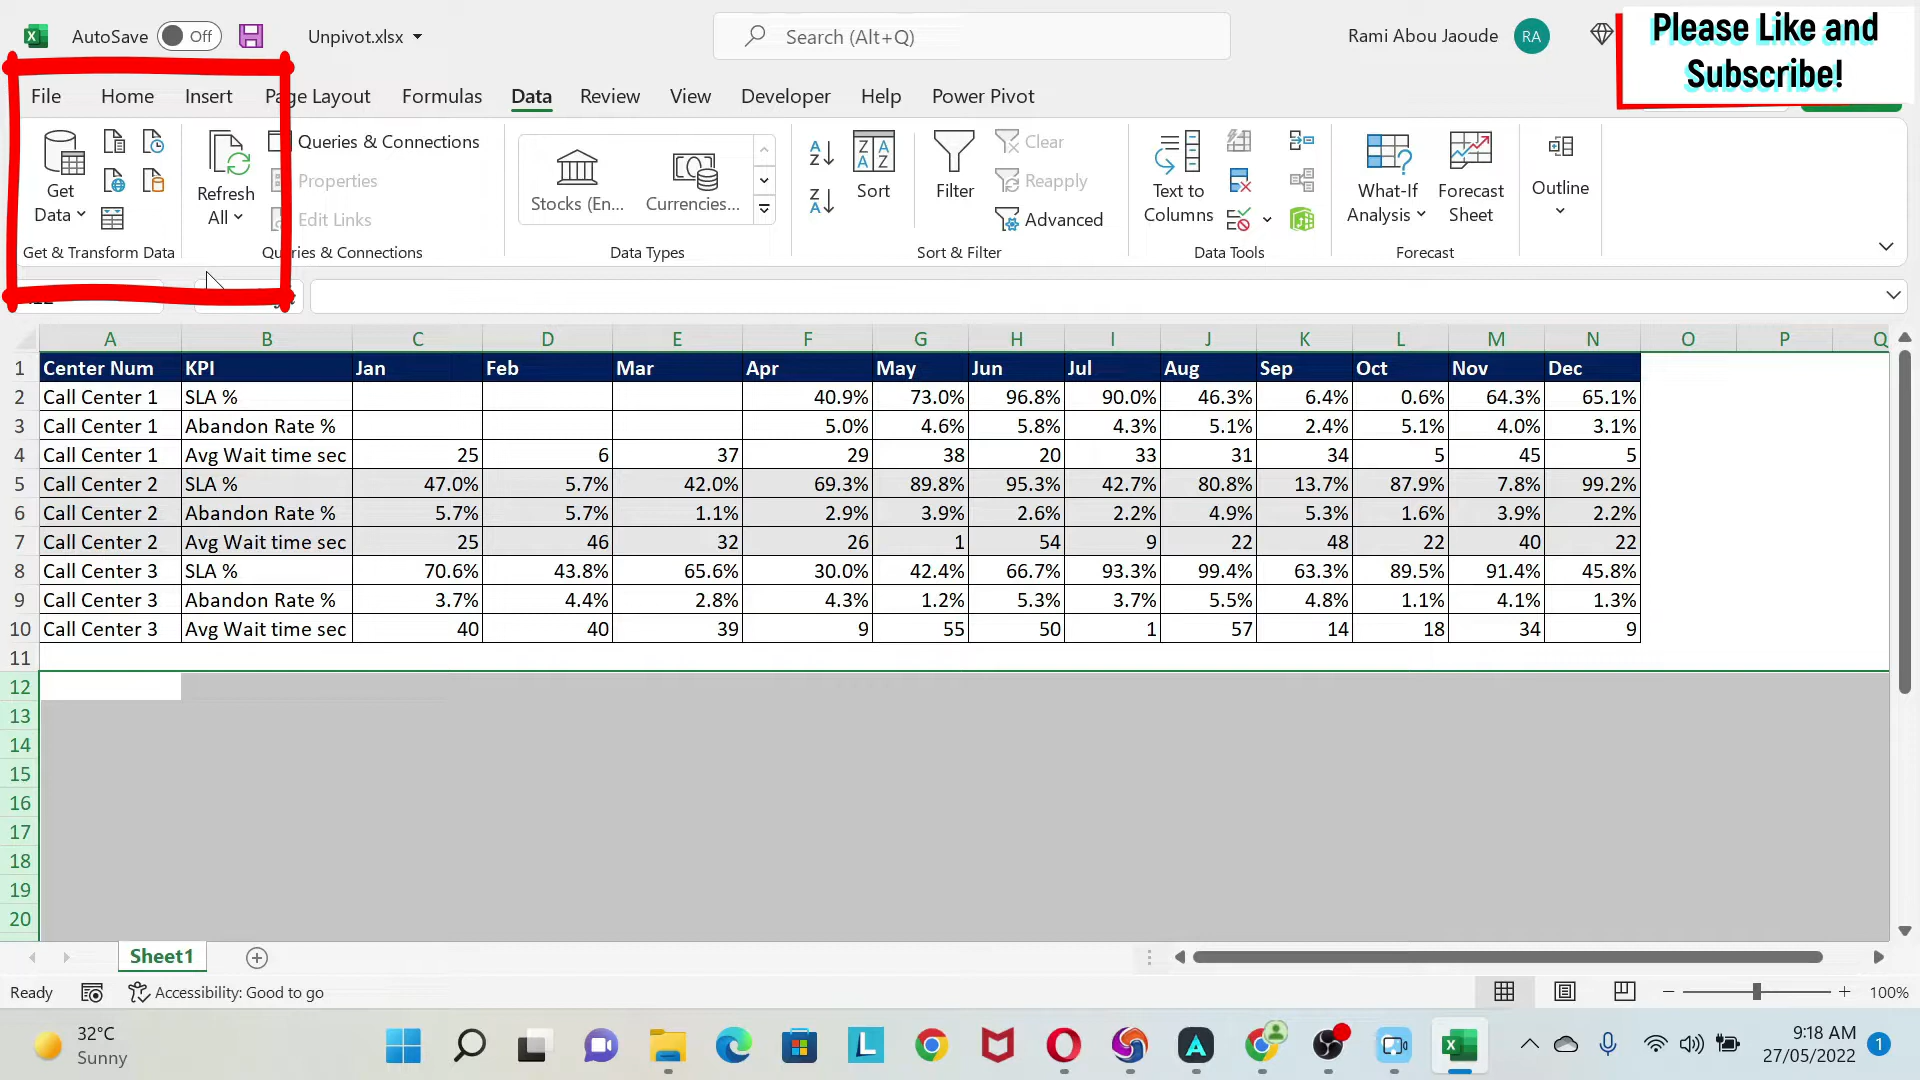 AutoSave Off Unpivot.xlsx Search (Alt+Q) Rami Abou Jaoude RA
Please Like and
Subscribe!
File Home Insert Page Layout Formulas Data Review View Developer Help Power Pivot
Get
Data
Refresh
All
Queries & Connections
Properties
Edit Links
Stocks (En... Currencies...
Sort
Filter
Clear
Reapply
Advanced
Text to
Columns
What-If
Analysis
Forecast
Sheet
Outline
Get & Transform Data Queries & Connections Data Types Sort & Filter Data Tools Forecast
A B C D E F G H I J K L M N O P Q
1 Center Num KPI Jan Feb Mar Apr May Jun Jul Aug Sep Oct Nov Dec
2 Call Center 1 SLA % 40.9% 73.0% 96.8% 90.0% 46.3% 6.4% 0.6% 64.3% 65.1%
3 Call Center 1 Abandon Rate % 5.0% 4.6% 5.8% 4.3% 5.1% 2.4% 5.1% 4.0% 3.1%
4 Call Center 1 Avg Wait time sec 25 6 37 29 38 20 33 31 34 5 45 5
5 Call Center 2 SLA % 47.0% 5.7% 42.0% 69.3% 89.8% 95.3% 42.7% 80.8% 13.7% 87.9% 7.8% 99.2%
6 Call Center 2 Abandon Rate % 5.7% 5.7% 1.1% 2.9% 3.9% 2.6% 2.2% 4.9% 5.3% 1.6% 3.9% 2.2%
7 Call Center 2 Avg Wait time sec 25 46 32 26 1 54 9 22 48 22 40 22
8 Call Center 3 SLA % 70.6% 43.8% 65.6% 30.0% 42.4% 66.7% 93.3% 99.4% 63.3% 89.5% 91.4% 45.8%
9 Call Center 3 Abandon Rate % 3.7% 4.4% 2.8% 4.3% 1.2% 5.3% 3.7% 5.5% 4.8% 1.1% 4.1% 1.3%
10 Call Center 3 Avg Wait time sec 40 40 39 9 55 50 1 57 14 18 34 9
11
12
13
14
15
16
17
18
19
20
Sheet1
Ready Accessibility: Good to go 100%
32°C
Sunny
9:18 AM
27/05/2022
1